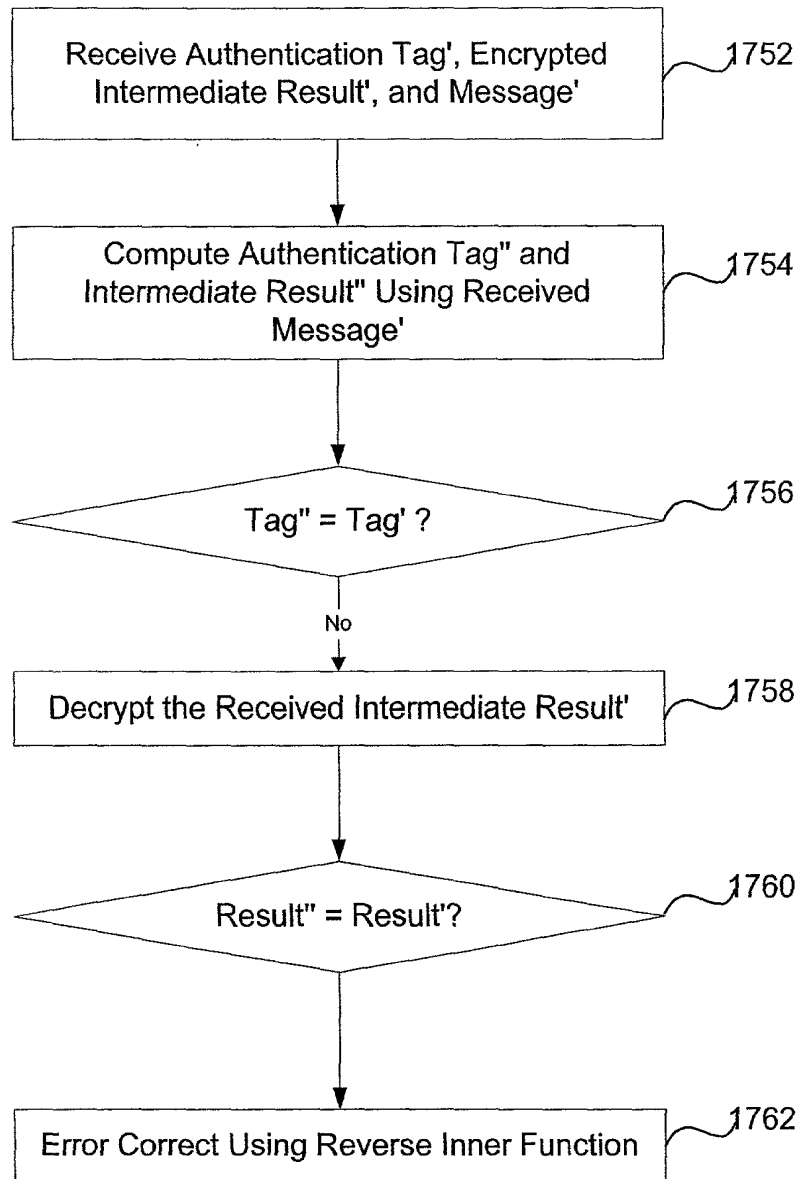 Receive Authentication Tag', Encrypted
Intermediate Result', and Message'
1752
Compute Authentication Tag" and
Intermediate Result" Using Received
Message'
1754
Tag" = Tag' ?
1756
No
Decrypt the Received Intermediate Result'
1758
Result" = Result'?
1760
Error Correct Using Reverse Inner Function
1762